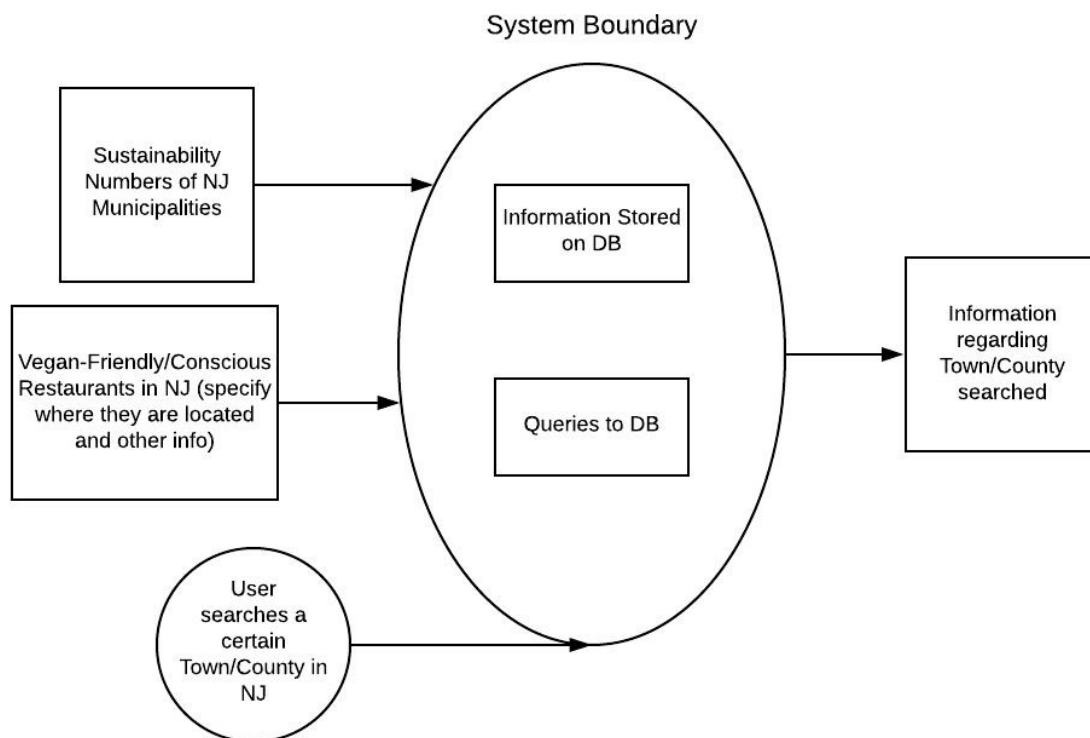 System Boundary
Sustainability
Numbers of NJ
Municipalities
Information Stored
on DB
Vegan-Friendly/Conscious
Restaurants in NJ (specify
where they are located
and other info)
Queries to DB
Information
regarding
Town/County
searched
User
searches a
certain
Town/County in
NJ